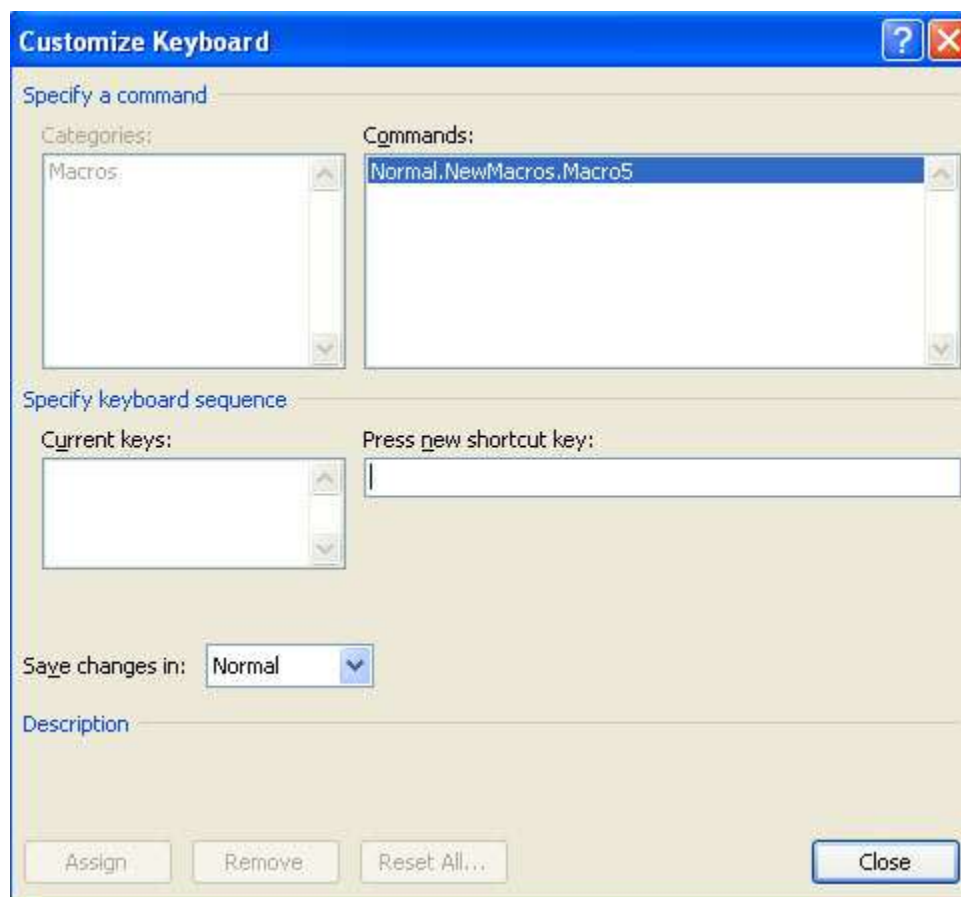 Customize Keyboard
Specify a command
Categories:
Commands:
Macros
Normal.NewMacros.Macro5
Specify keyboard sequence
Current keys:
Press new shortcut key:
Save changes in:
Normal
Description
Assign
Remove
Reset All...
Close